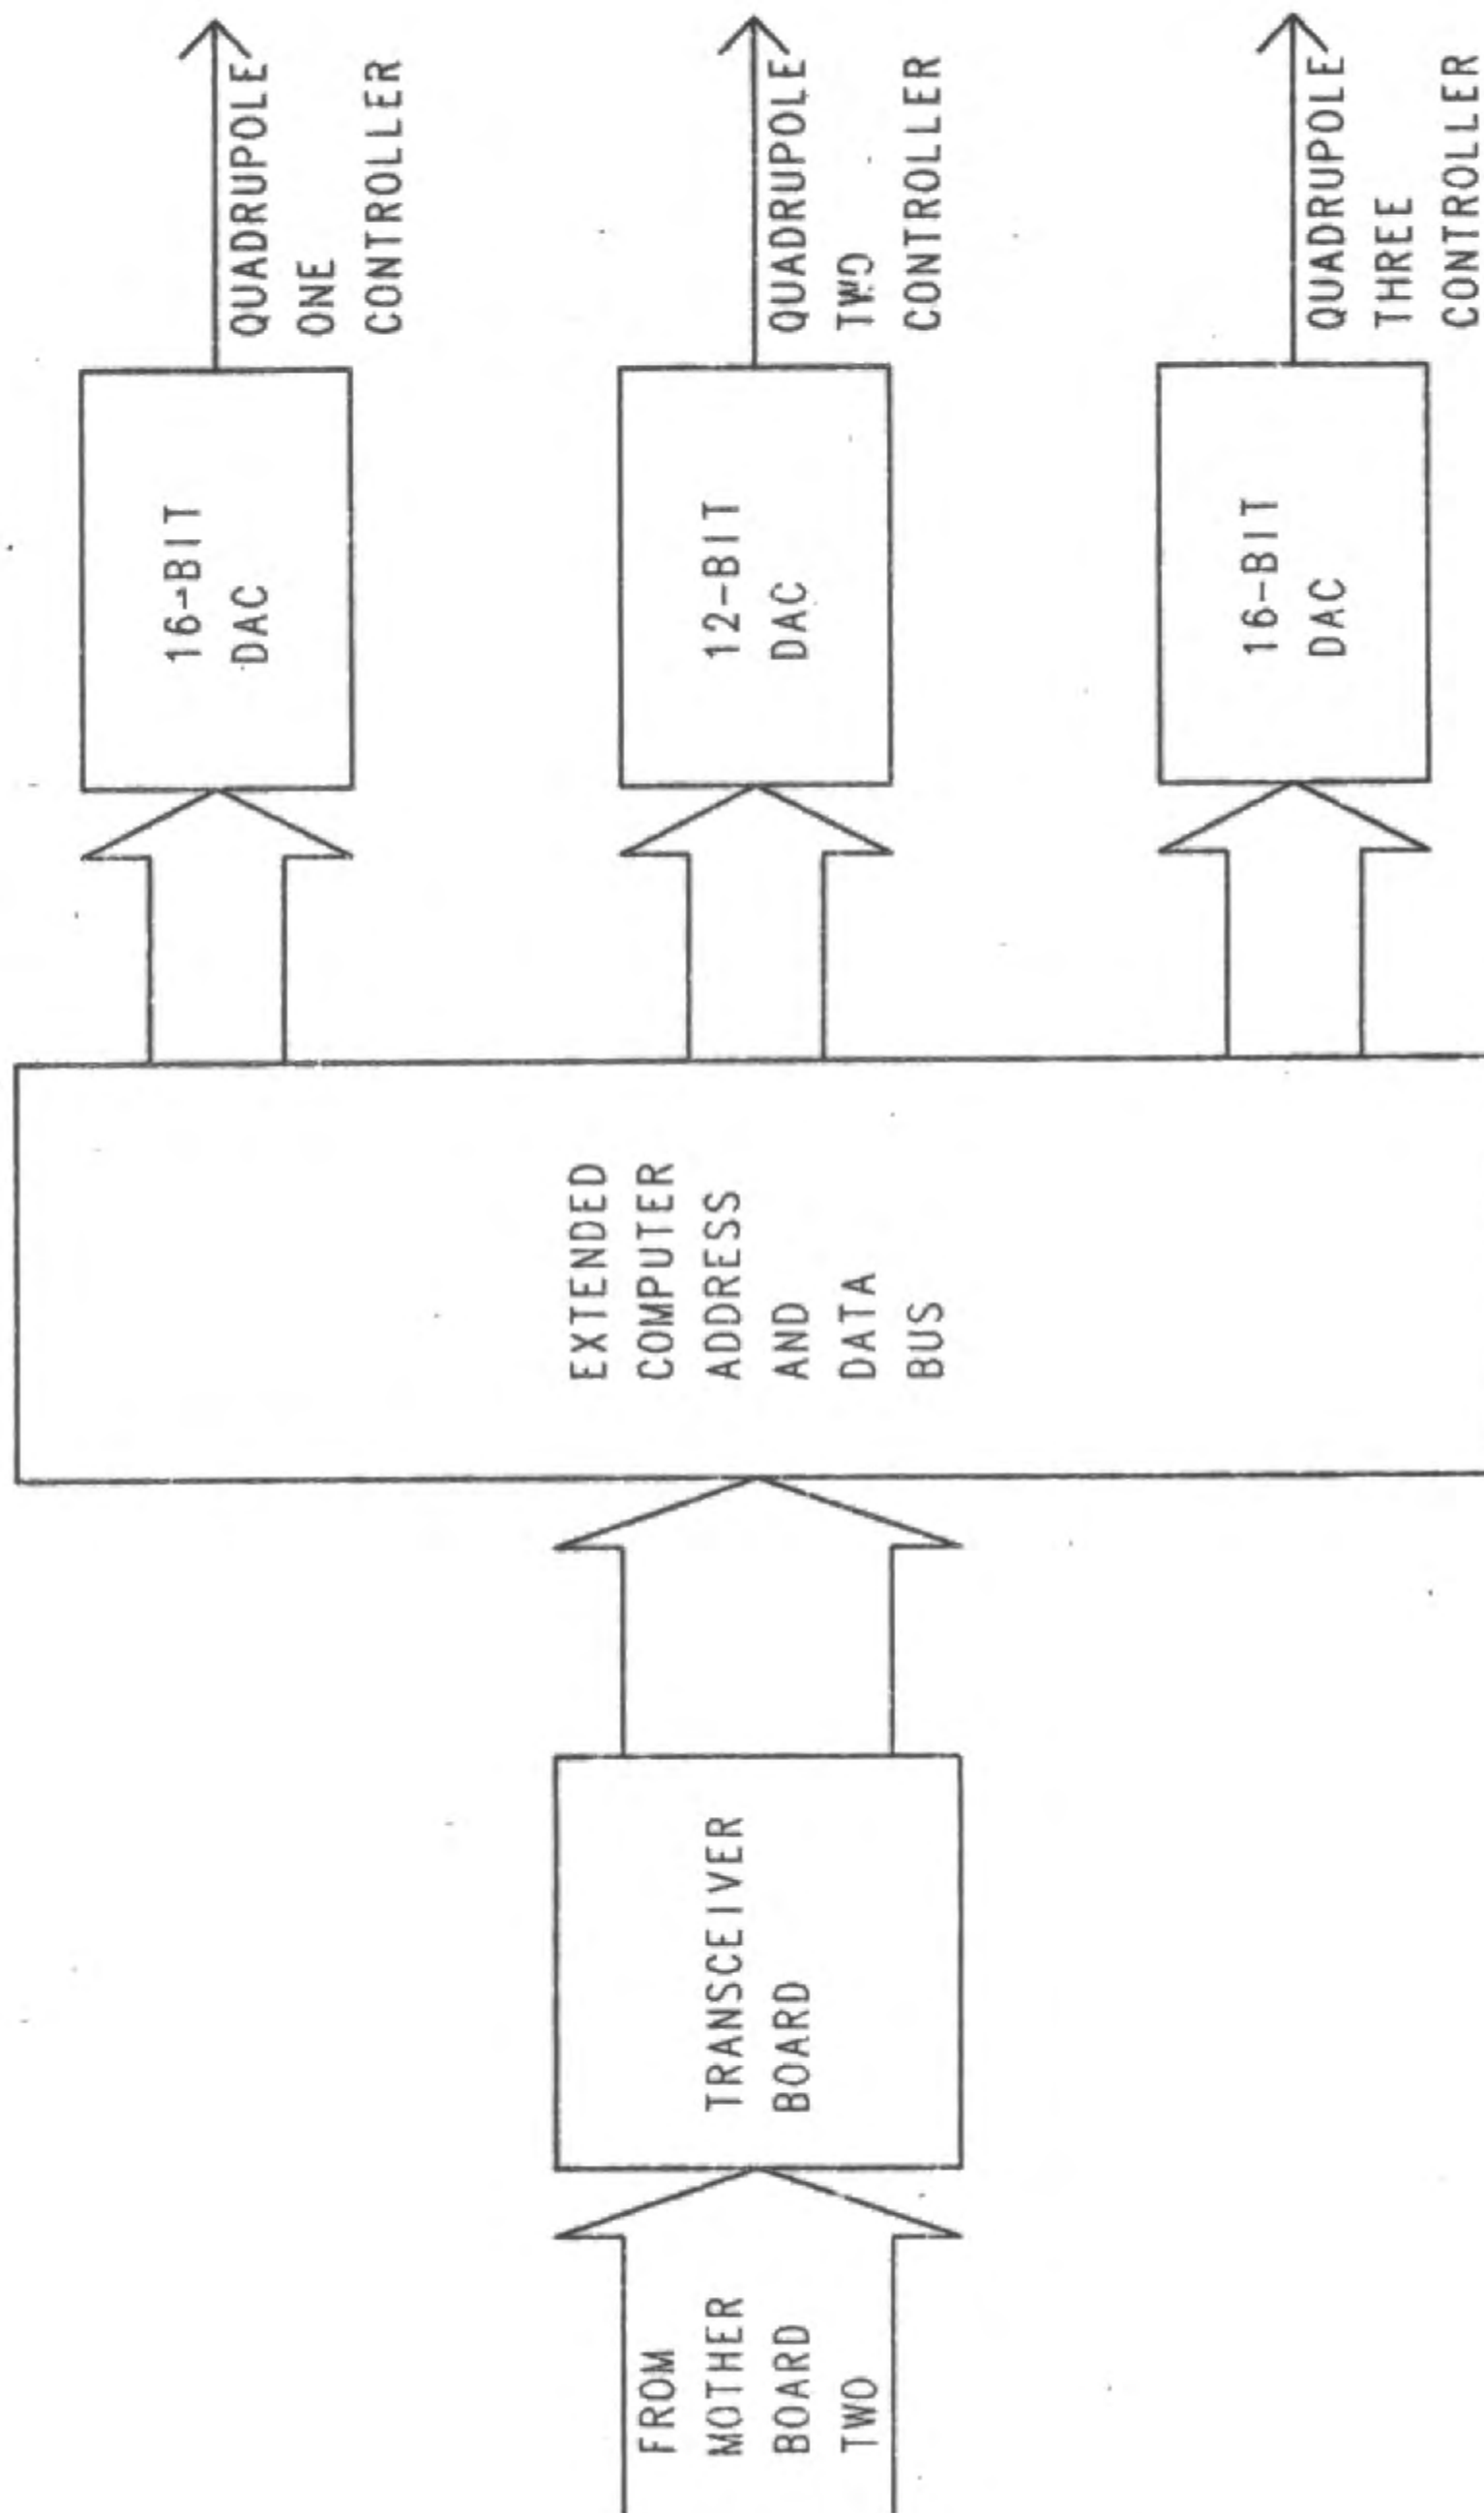 FROM
MOTHER
BOARD
TWO
TRANSCEIVER
BOARD
EXTENDED
COMPUTER
ADDRESS
AND
DATA
BUS
16-BIT
DAC
QUADRUPOLE
ONE
CONTROLLER
12-BIT
DAC
QUADRUPOLE
TWO
CONTROLLER
16-BIT
DAC
QUADRUPOLE
THREE
CONTROLLER